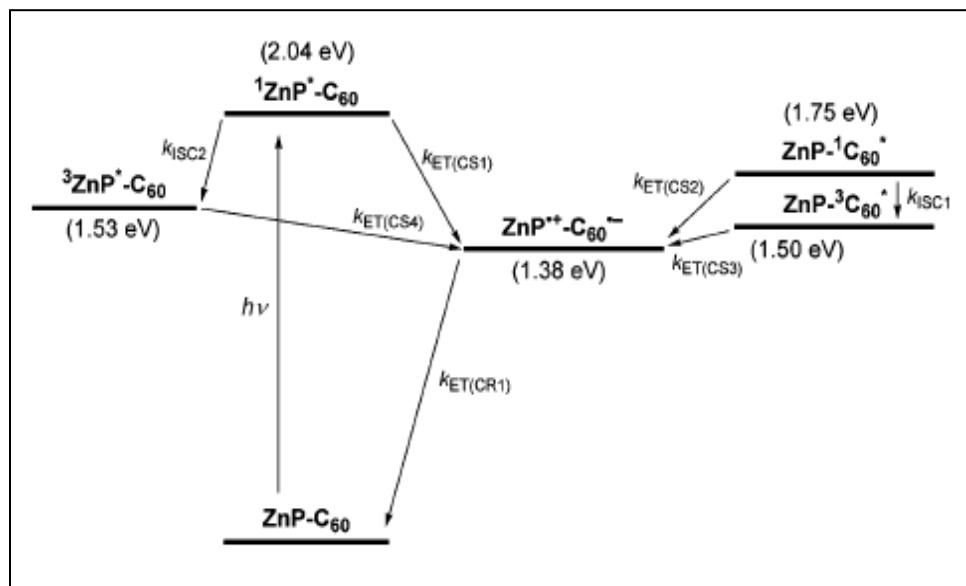 (2.04 eV)
¹ZnP*-C₆₀
k_ISC2
k_ET(CS1)
³ZnP*-C₆₀
(1.53 eV)
k_ET(CS4)
(1.75 eV)
ZnP-¹C₆₀*
k_ET(CS2)
k_ISC1
ZnP-³C₆₀*
(1.50 eV)
k_ET(CS3)
ZnP•⁺-C₆₀•⁻
(1.38 eV)
hν
k_ET(CR1)
ZnP-C₆₀